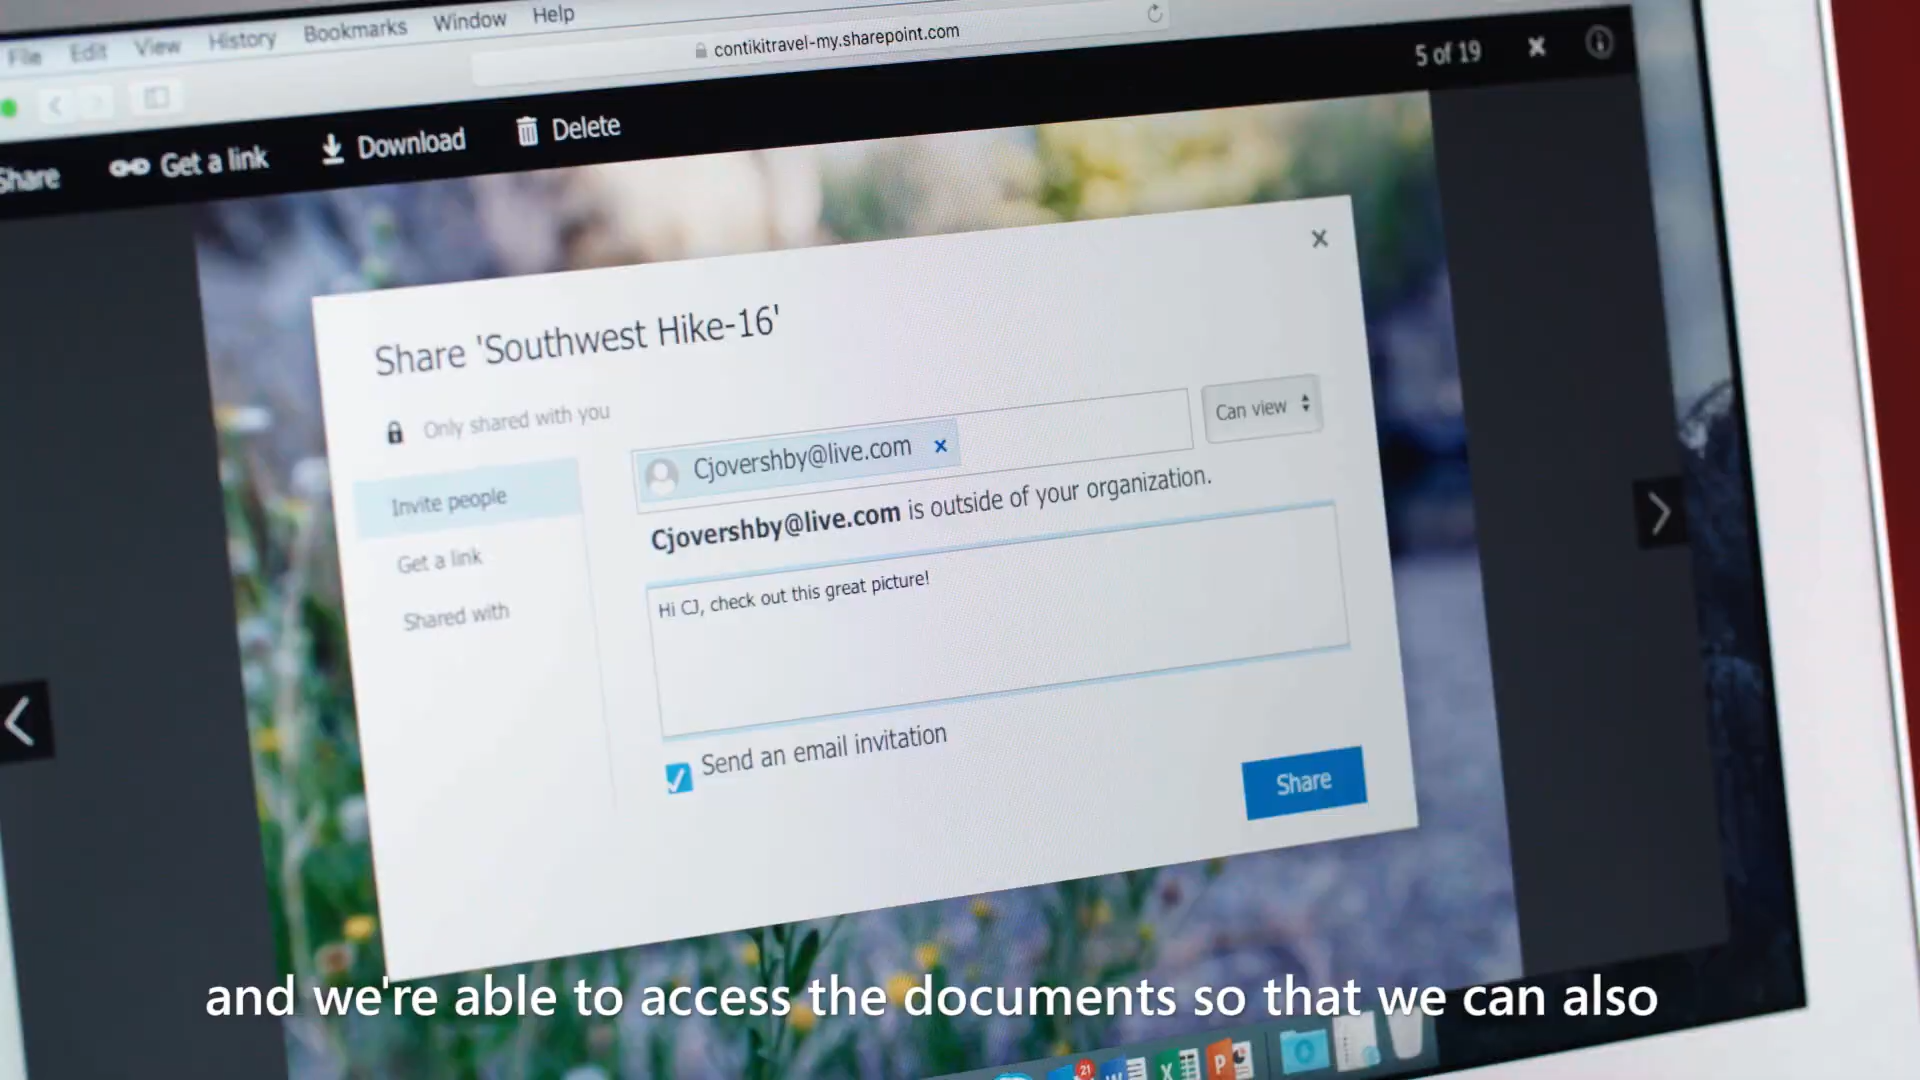 File Edit View History Bookmarks Window Help
contikitravel-my.sharepoint.com
5 of 19
Share Get a link Download Delete
Share 'Southwest Hike-16'
Only shared with you
Cjovershby@live.com
Can view
Cjovershby@live.com is outside of your organization.
Invite people
Get a link
Shared with
Hi CJ, check out this great picture!
Send an email invitation
Share
and we're able to access the documents so that we can also
21
W
X
P